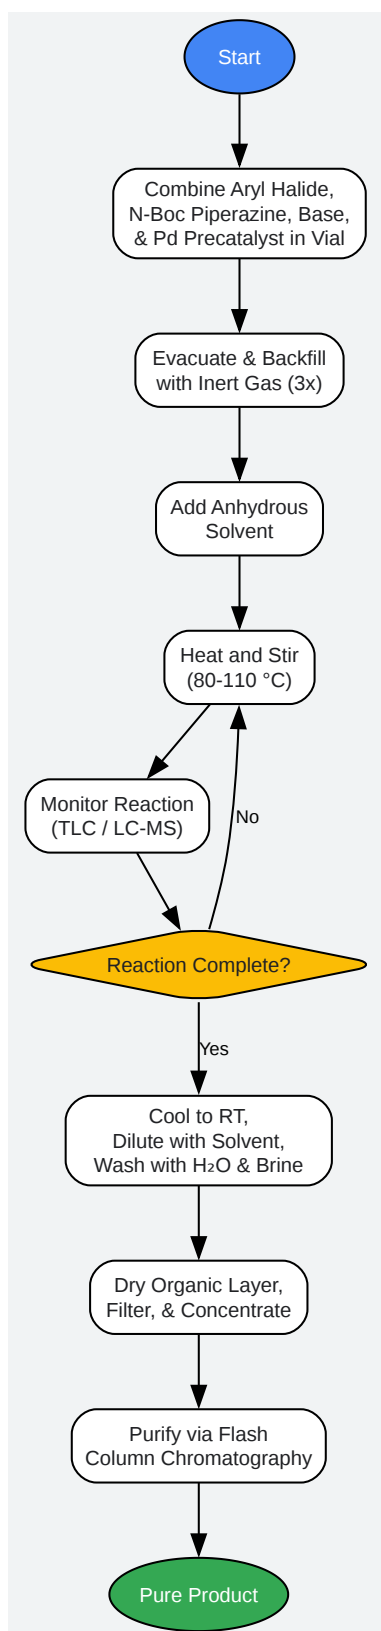 Start
Combine Aryl Halide,
N-Boc Piperazine, Base,
& Pd Precatalyst in Vial
Evacuate & Backfill
with Inert Gas (3x)
Add Anhydrous
Solvent
Heat and Stir
(80-110 °C)
Monitor Reaction
(TLC / LC-MS)
No
Reaction Complete?
Yes
Cool to RT,
Dilute with Solvent,
Wash with H₂O & Brine
Dry Organic Layer,
Filter, & Concentrate
Purify via Flash
Column Chromatography
Pure Product